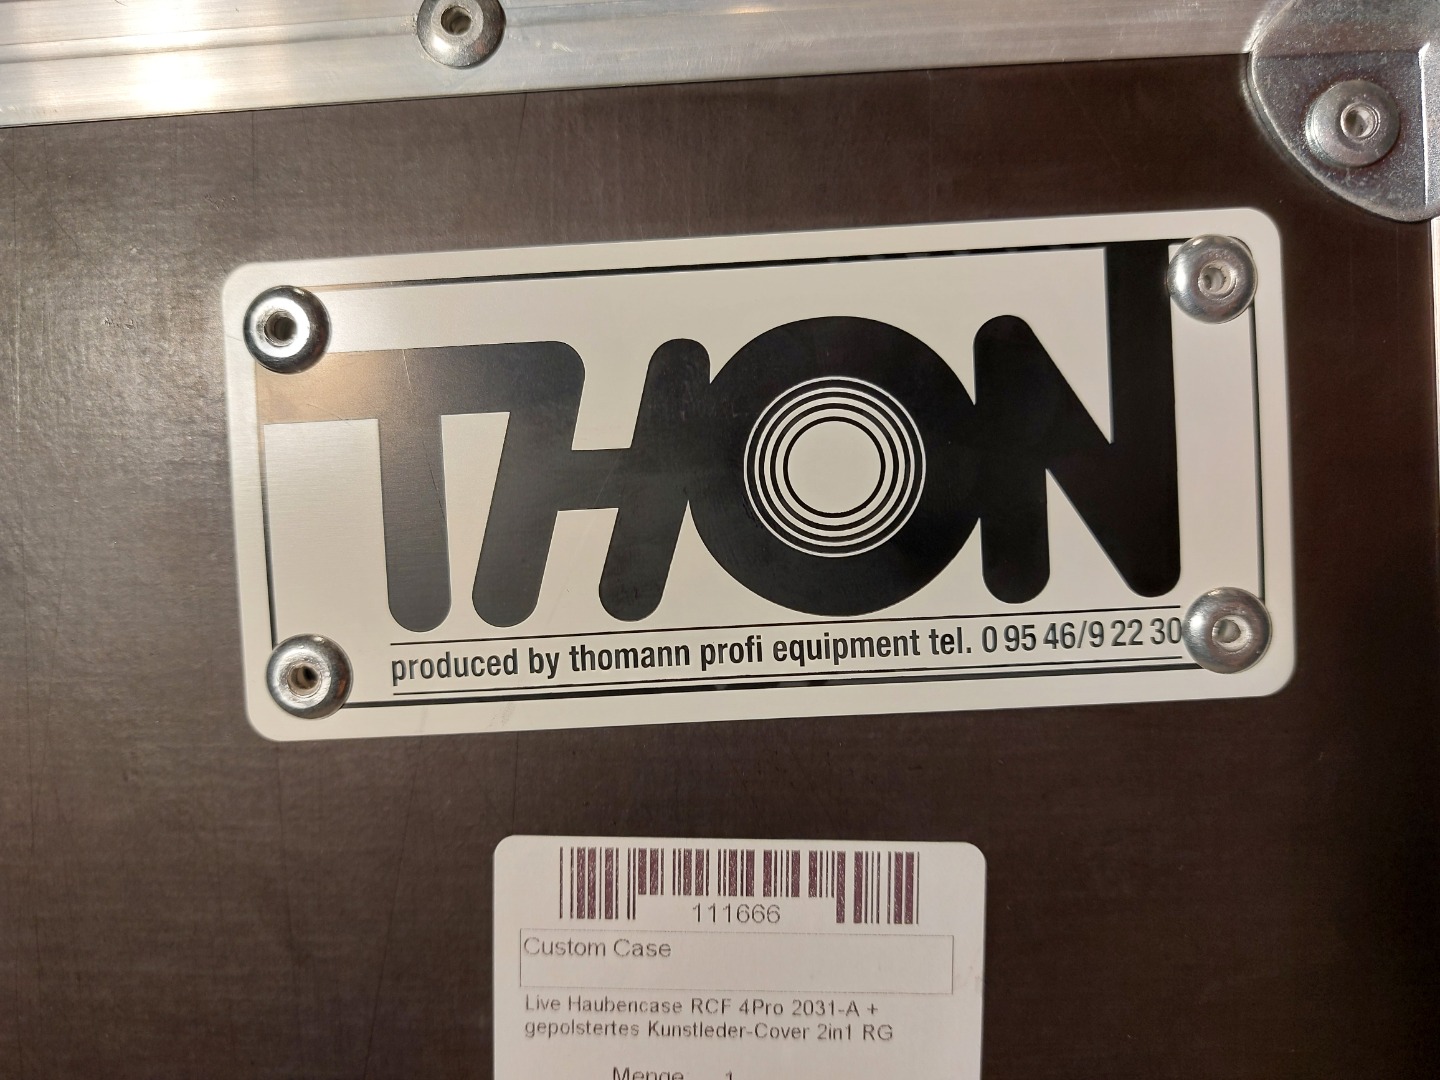 THON
produced by thomann profi equipment tel. 0 95 46/9 22 30
111666
Custom Case
Live Haubencase RCF 4Pro 2031-A +
gepolstertes Kunstleder-Cover 2in1 RG
Menge 1